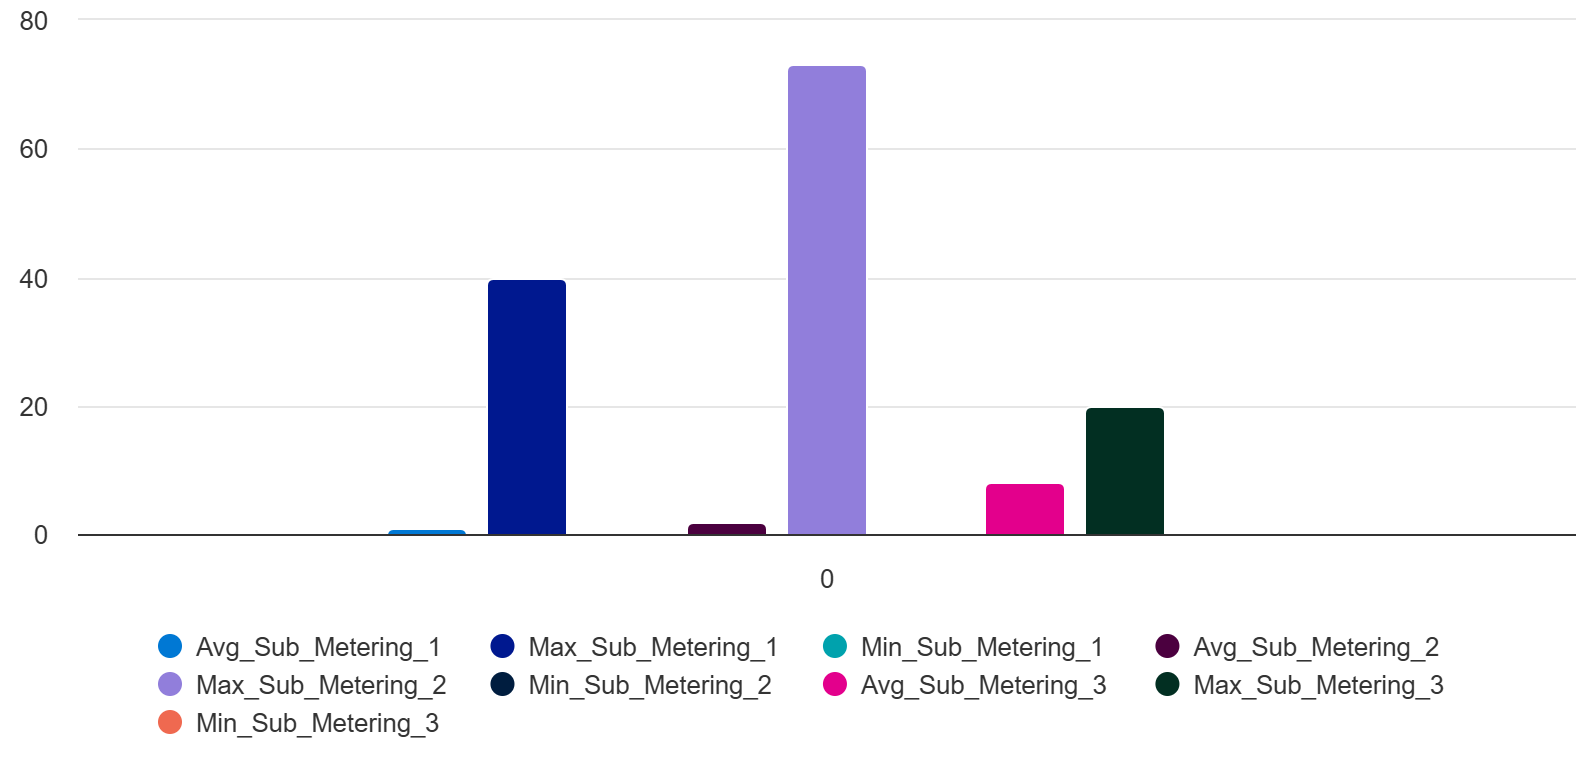 80
60
40
20
0
0
Avg_Sub_Metering_1 Max_Sub_Metering_1 Min_Sub_Metering_1 Avg_Sub_Metering_2
Max_Sub_Metering_2 Min_Sub_Metering_2 Avg_Sub_Metering_3 Max_Sub_Metering_3
Min_Sub_Metering_3